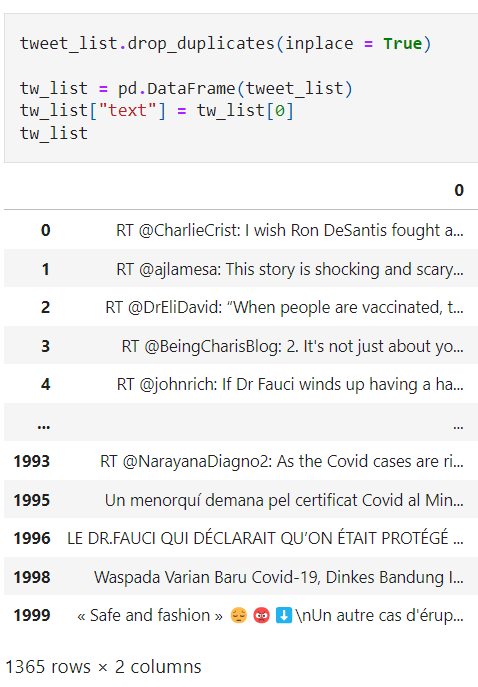 tweet_list.drop_duplicates(inplace = True)
tw_list = pd.DataFrame(tweet_list)
tw_list["text"] = tw_list[0]
tw_list
0
0 RT @CharlieCrist: I wish Ron DeSantis fought a...
1 RT @ajlamesa: This story is shocking and scary...
2 RT @DrEliDavid: “When people are vaccinated, t...
3 RT @BeingCharisBlog: 2. It's not just about yo...
4 RT @johnrich: If Dr Fauci winds up having a ha...
... ...
1993 RT @NarayanaDiagno2: As the Covid cases are ri...
1995 Un menorquí demana pel certificat Covid al Min...
1996 LE DR.FAUCI QUI DÉCLARAIT QU’ON ÉTAIT PROTÉGÉ ...
1998 Waspada Varian Baru Covid-19, Dinkes Bandung I...
1999 « Safe and fashion » 😔 👹 ⬇️ \nUn autre cas d'érup...
1365 rows × 2 columns